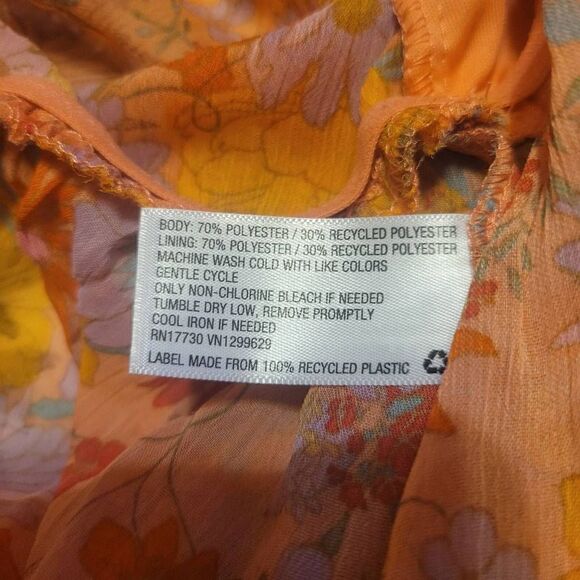 BODY: 70% POLYESTER / 30% RECYCLED POLYESTER
LINING: 70% POLYESTER / 30% RECYCLED POLYESTER
MACHINE WASH COLD WITH LIKE COLORS
GENTLE CYCLE
ONLY NON-CHLORINE BLEACH IF NEEDED
TUMBLE DRY LOW, REMOVE PROMPTLY
COOL IRON IF NEEDED
RN17730 VN1299629
LABEL MADE FROM 100% RECYCLED PLASTIC